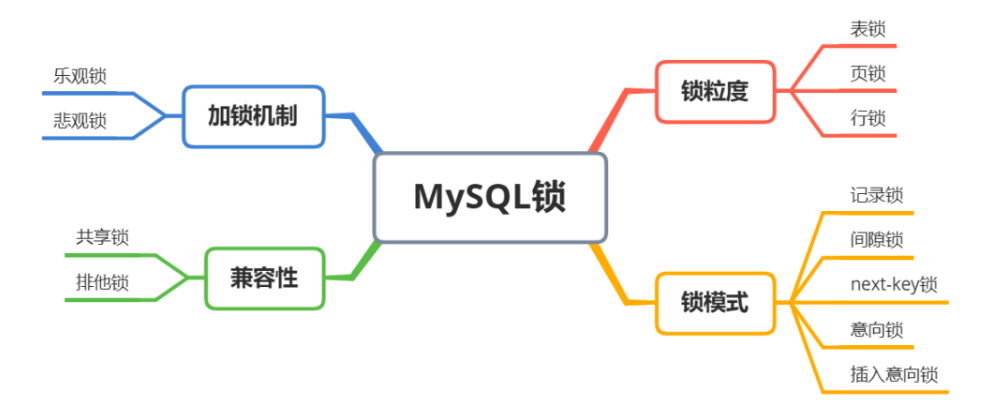 MySQL锁
加锁机制
乐观锁
悲观锁
兼容性
共享锁
排他锁
锁粒度
表锁
页锁
行锁
锁模式
记录锁
间隙锁
next-key锁
意向锁
插入意向锁